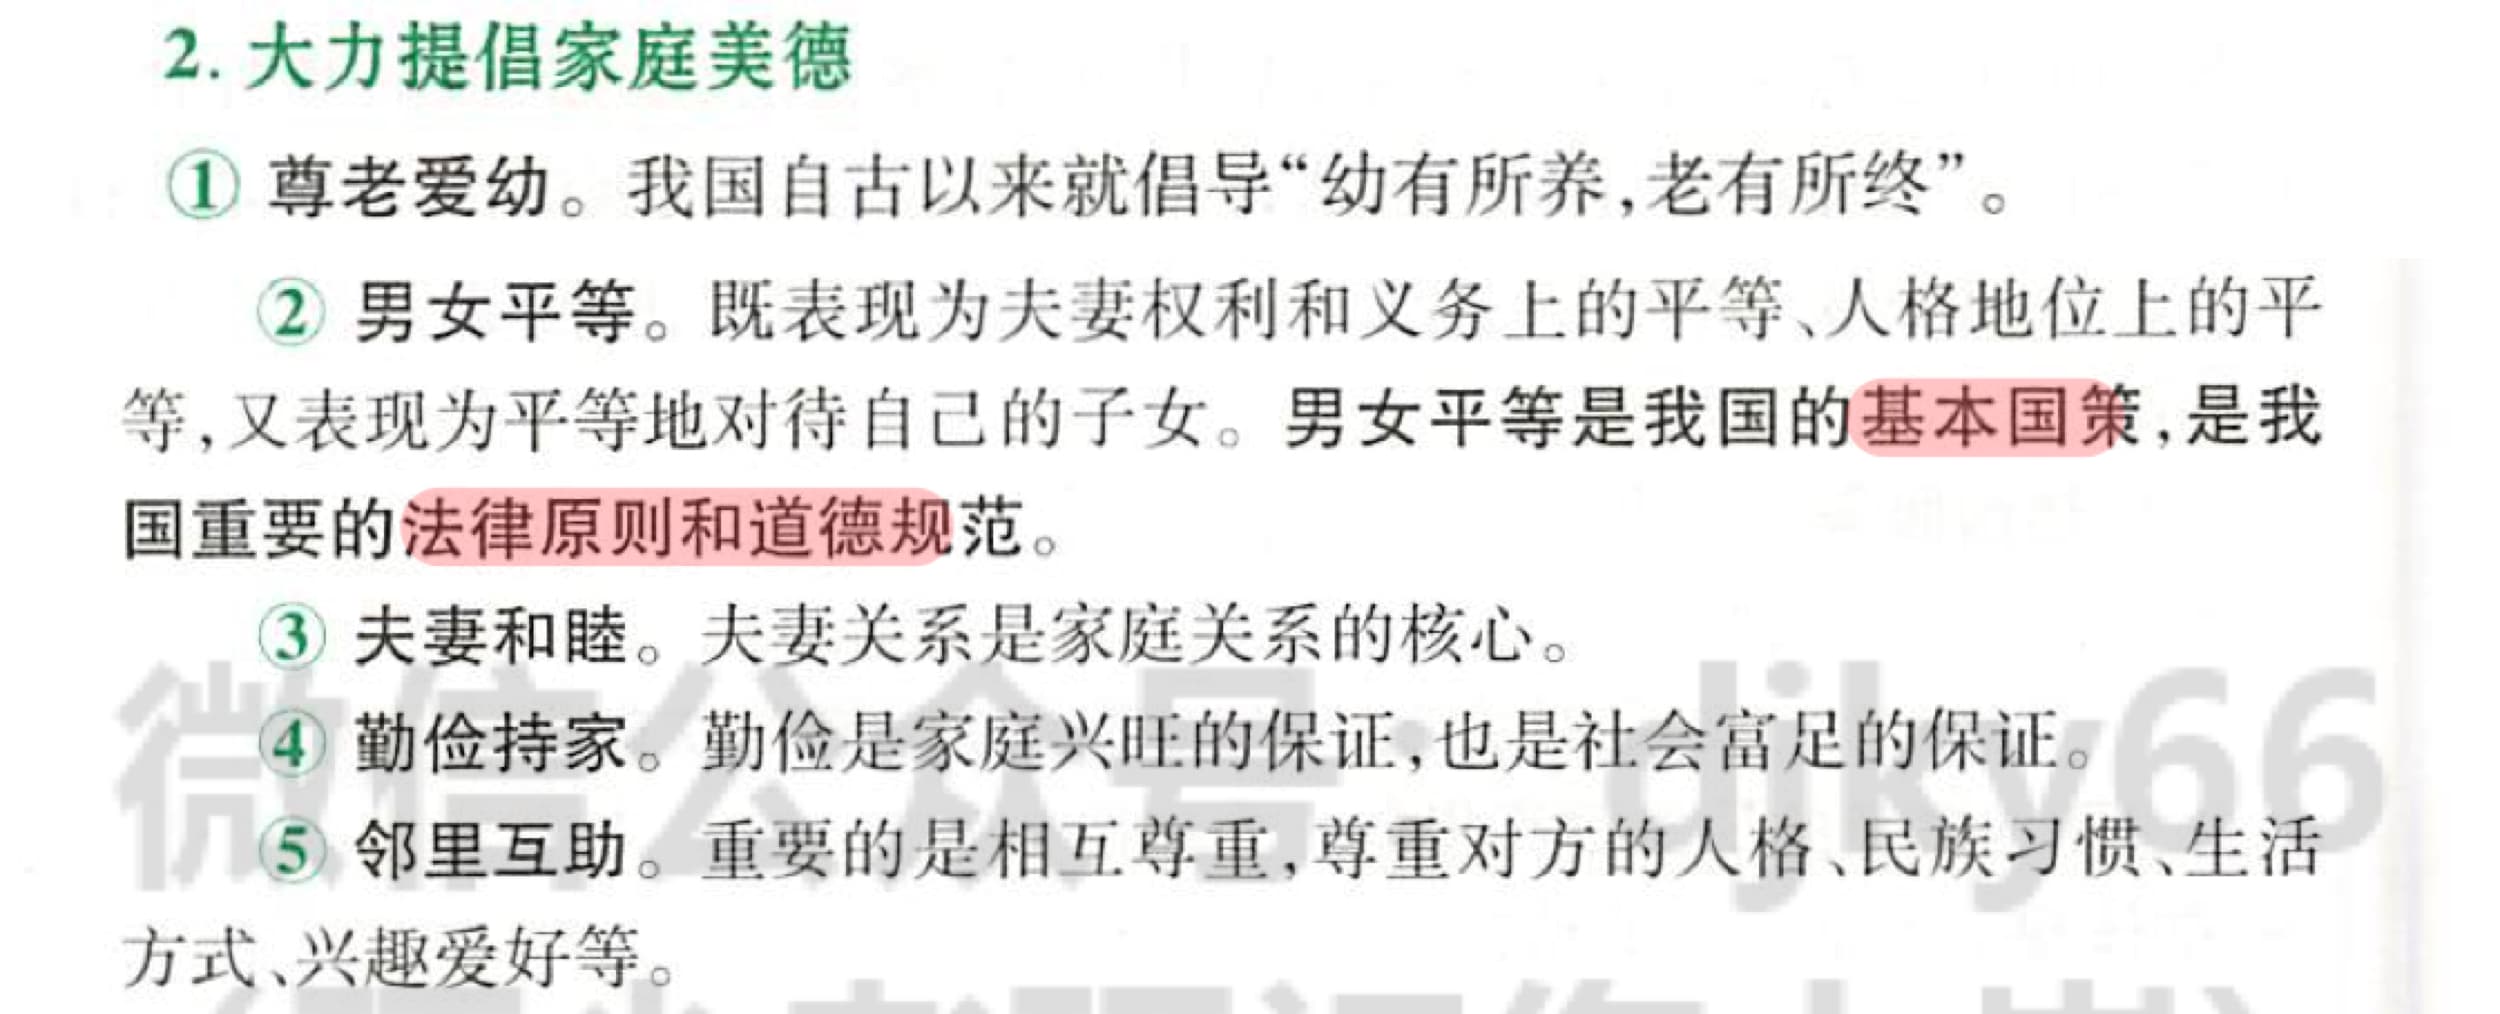 2. 大力提倡家庭美德
① 尊老爱幼。我国自古以来就倡导“幼有所养,老有所终”。
② 男女平等。既表现为夫妻权利和义务上的平等、人格地位上的平
等,又表现为平等地对待自己的子女。男女平等是我国的基本国策,是我
国重要的法律原则和道德规范。
③ 夫妻和睦。夫妻关系是家庭关系的核心。
④ 勤俭持家。勤俭是家庭兴旺的保证,也是社会富足的保证。
微信公众号: djky66
⑤ 邻里互助。重要的是相互尊重,尊重对方的人格、民族习惯、生活
方式、兴趣爱好等。